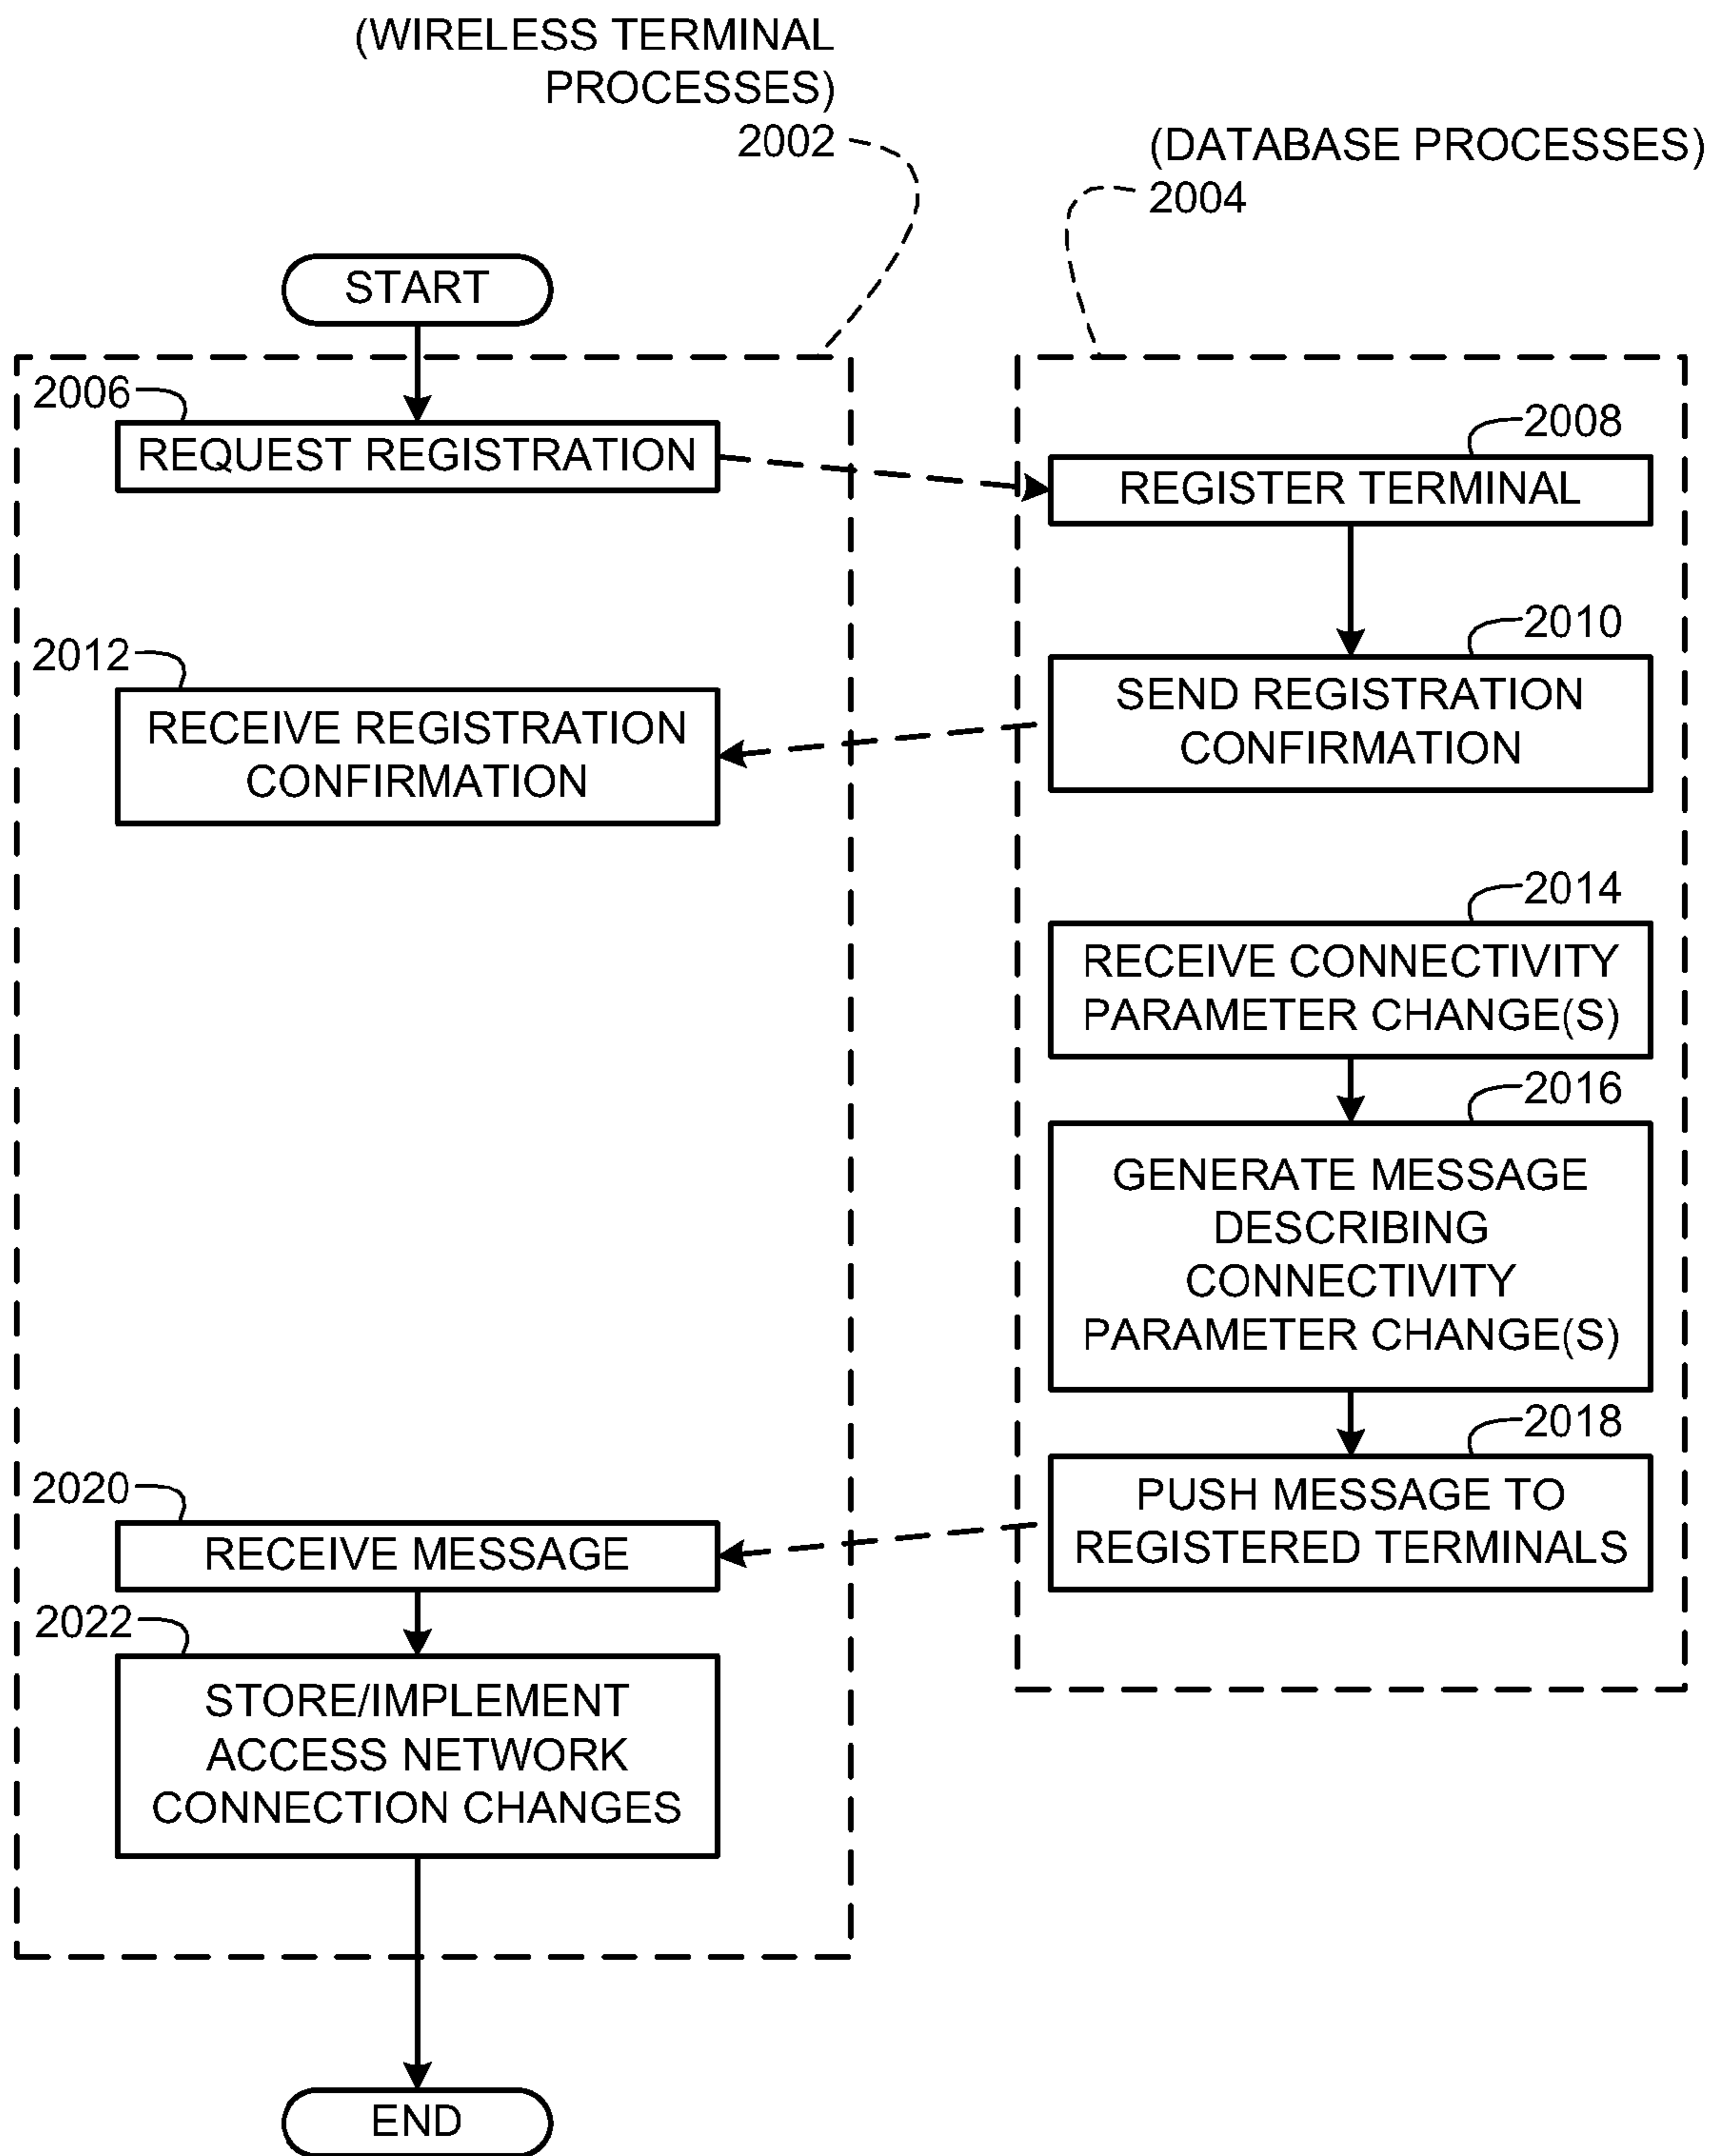 (WIRELESS TERMINAL
PROCESSES)
2002
(DATABASE PROCESSES)
2004
START
2006
REQUEST REGISTRATION
2008
REGISTER TERMINAL
2010
SEND REGISTRATION
CONFIRMATION
2012
RECEIVE REGISTRATION
CONFIRMATION
2014
RECEIVE CONNECTIVITY
PARAMETER CHANGE(S)
2016
GENERATE MESSAGE
DESCRIBING
CONNECTIVITY
PARAMETER CHANGE(S)
2018
PUSH MESSAGE TO
REGISTERED TERMINALS
2020
RECEIVE MESSAGE
2022
STORE/IMPLEMENT
ACCESS NETWORK
CONNECTION CHANGES
END